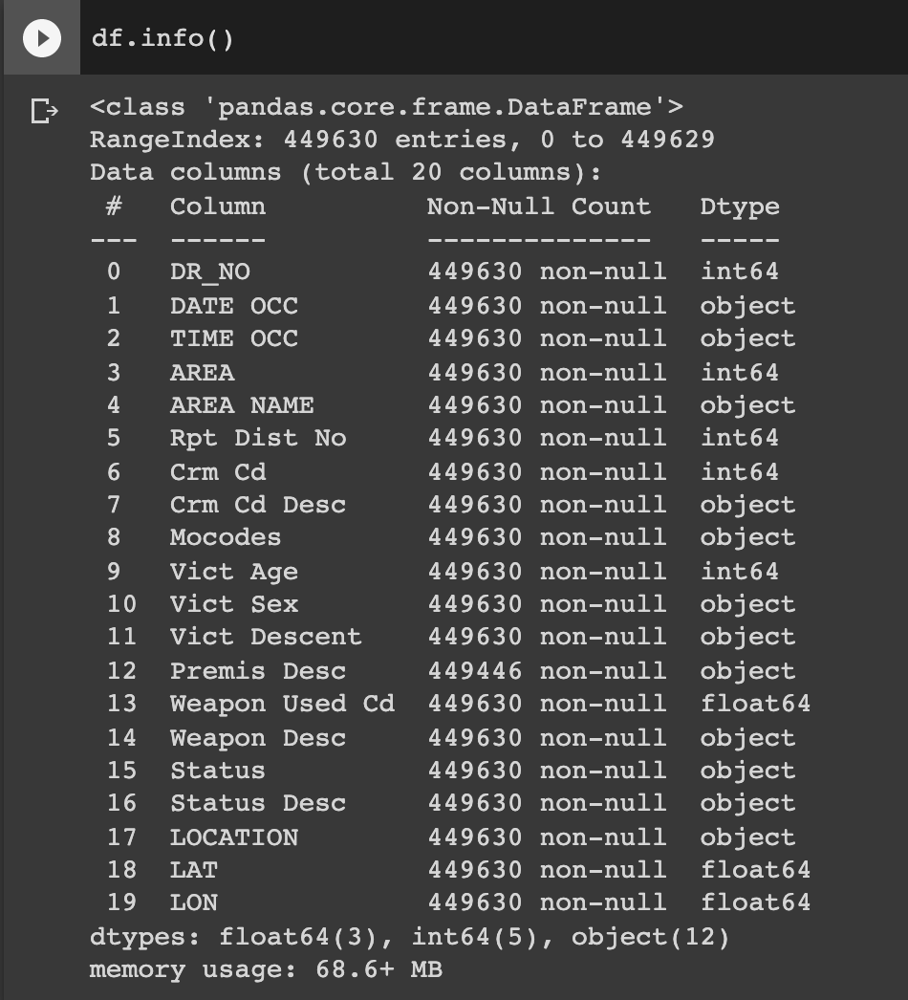 df.info()
<class 'pandas.core.frame.DataFrame'>
RangeIndex: 449630 entries, 0 to 449629
Data columns (total 20 columns):
 #   Column          Non-Null Count   Dtype
---  ------          --------------   -----
 0   DR_NO           449630 non-null  int64
 1   DATE OCC        449630 non-null  object
 2   TIME OCC        449630 non-null  object
 3   AREA            449630 non-null  int64
 4   AREA NAME       449630 non-null  object
 5   Rpt Dist No     449630 non-null  int64
 6   Crm Cd          449630 non-null  int64
 7   Crm Cd Desc     449630 non-null  object
 8   Mocodes         449630 non-null  object
 9   Vict Age        449630 non-null  int64
 10  Vict Sex        449630 non-null  object
 11  Vict Descent    449630 non-null  object
 12  Premis Desc     449446 non-null  object
 13  Weapon Used Cd  449630 non-null  float64
 14  Weapon Desc     449630 non-null  object
 15  Status          449630 non-null  object
 16  Status Desc     449630 non-null  object
 17  LOCATION        449630 non-null  object
 18  LAT             449630 non-null  float64
 19  LON             449630 non-null  float64
dtypes: float64(3), int64(5), object(12)
memory usage: 68.6+ MB